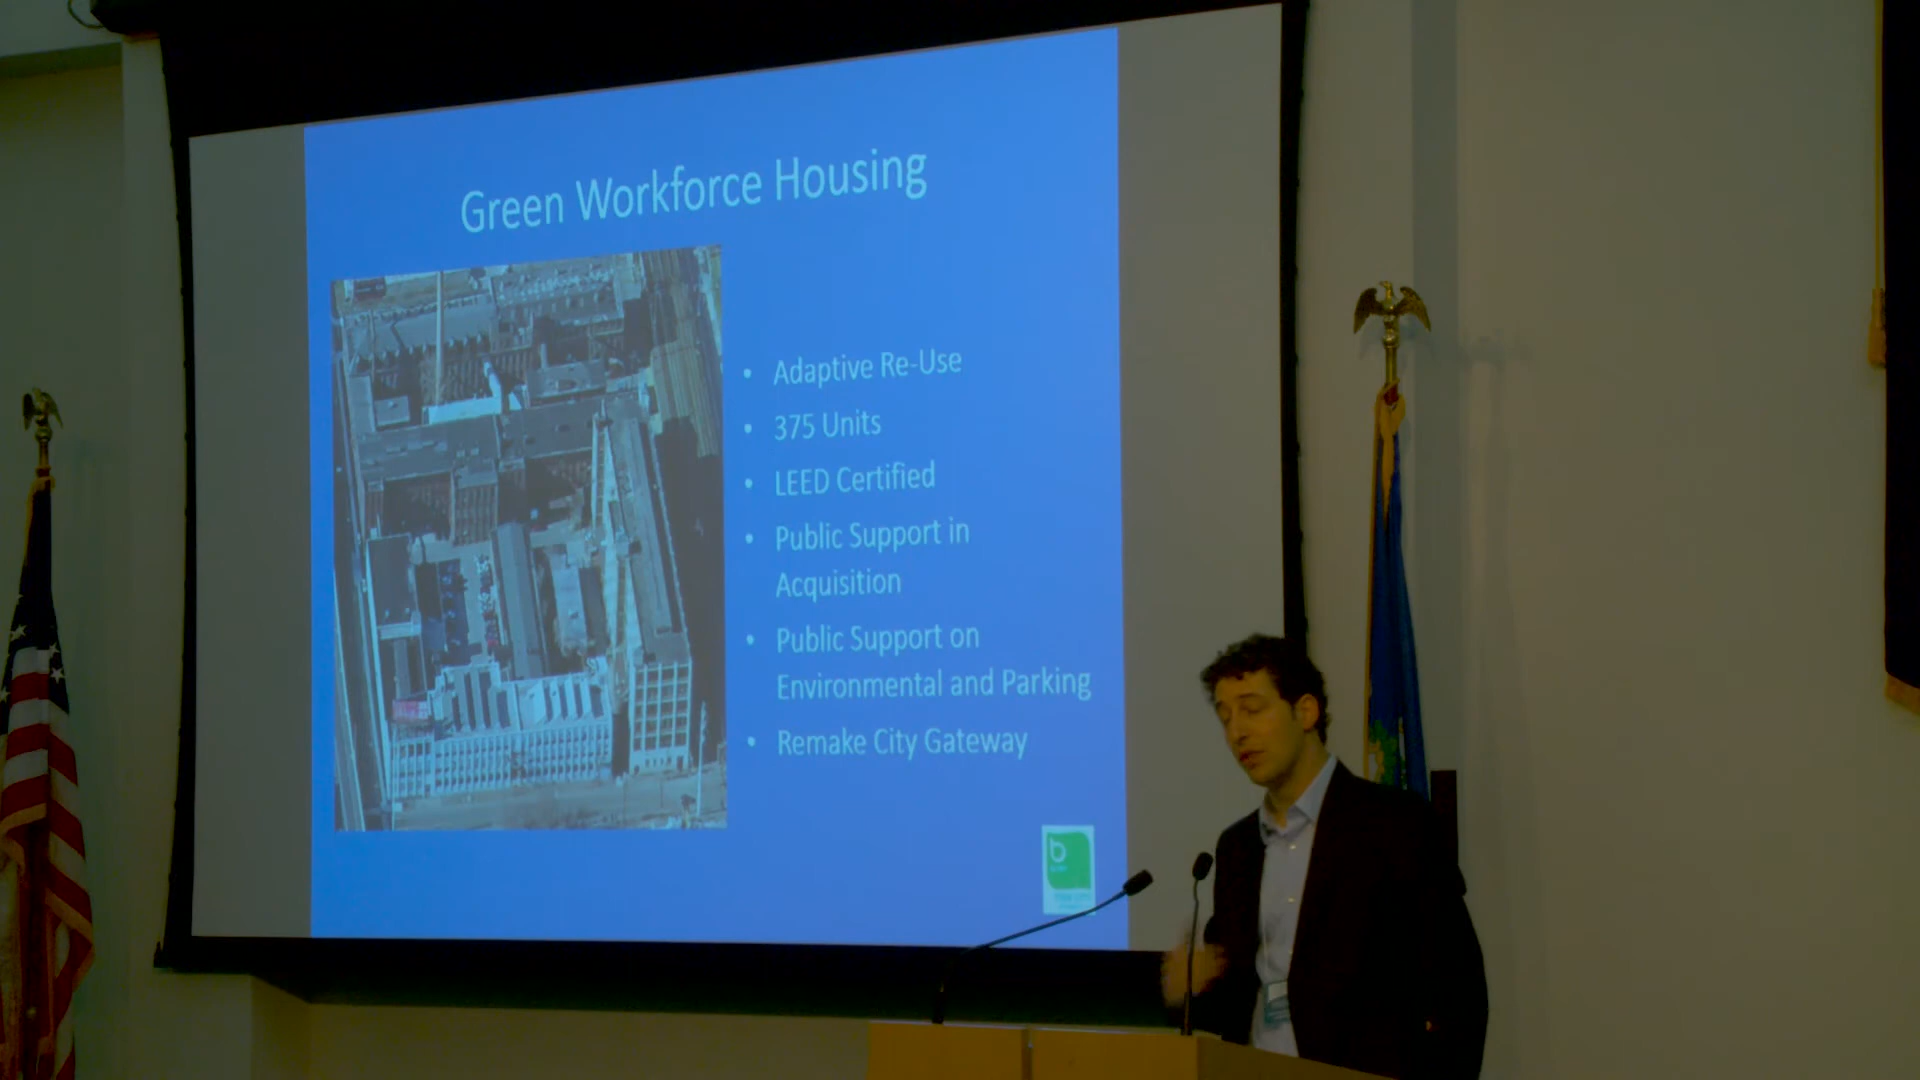 Green Workforce Housing
• Adaptive Re-Use
• 375 Units
• LEED Certified
• Public Support in
Acquisition
• Public Support on
Environmental and Parking
• Remake City Gateway
b